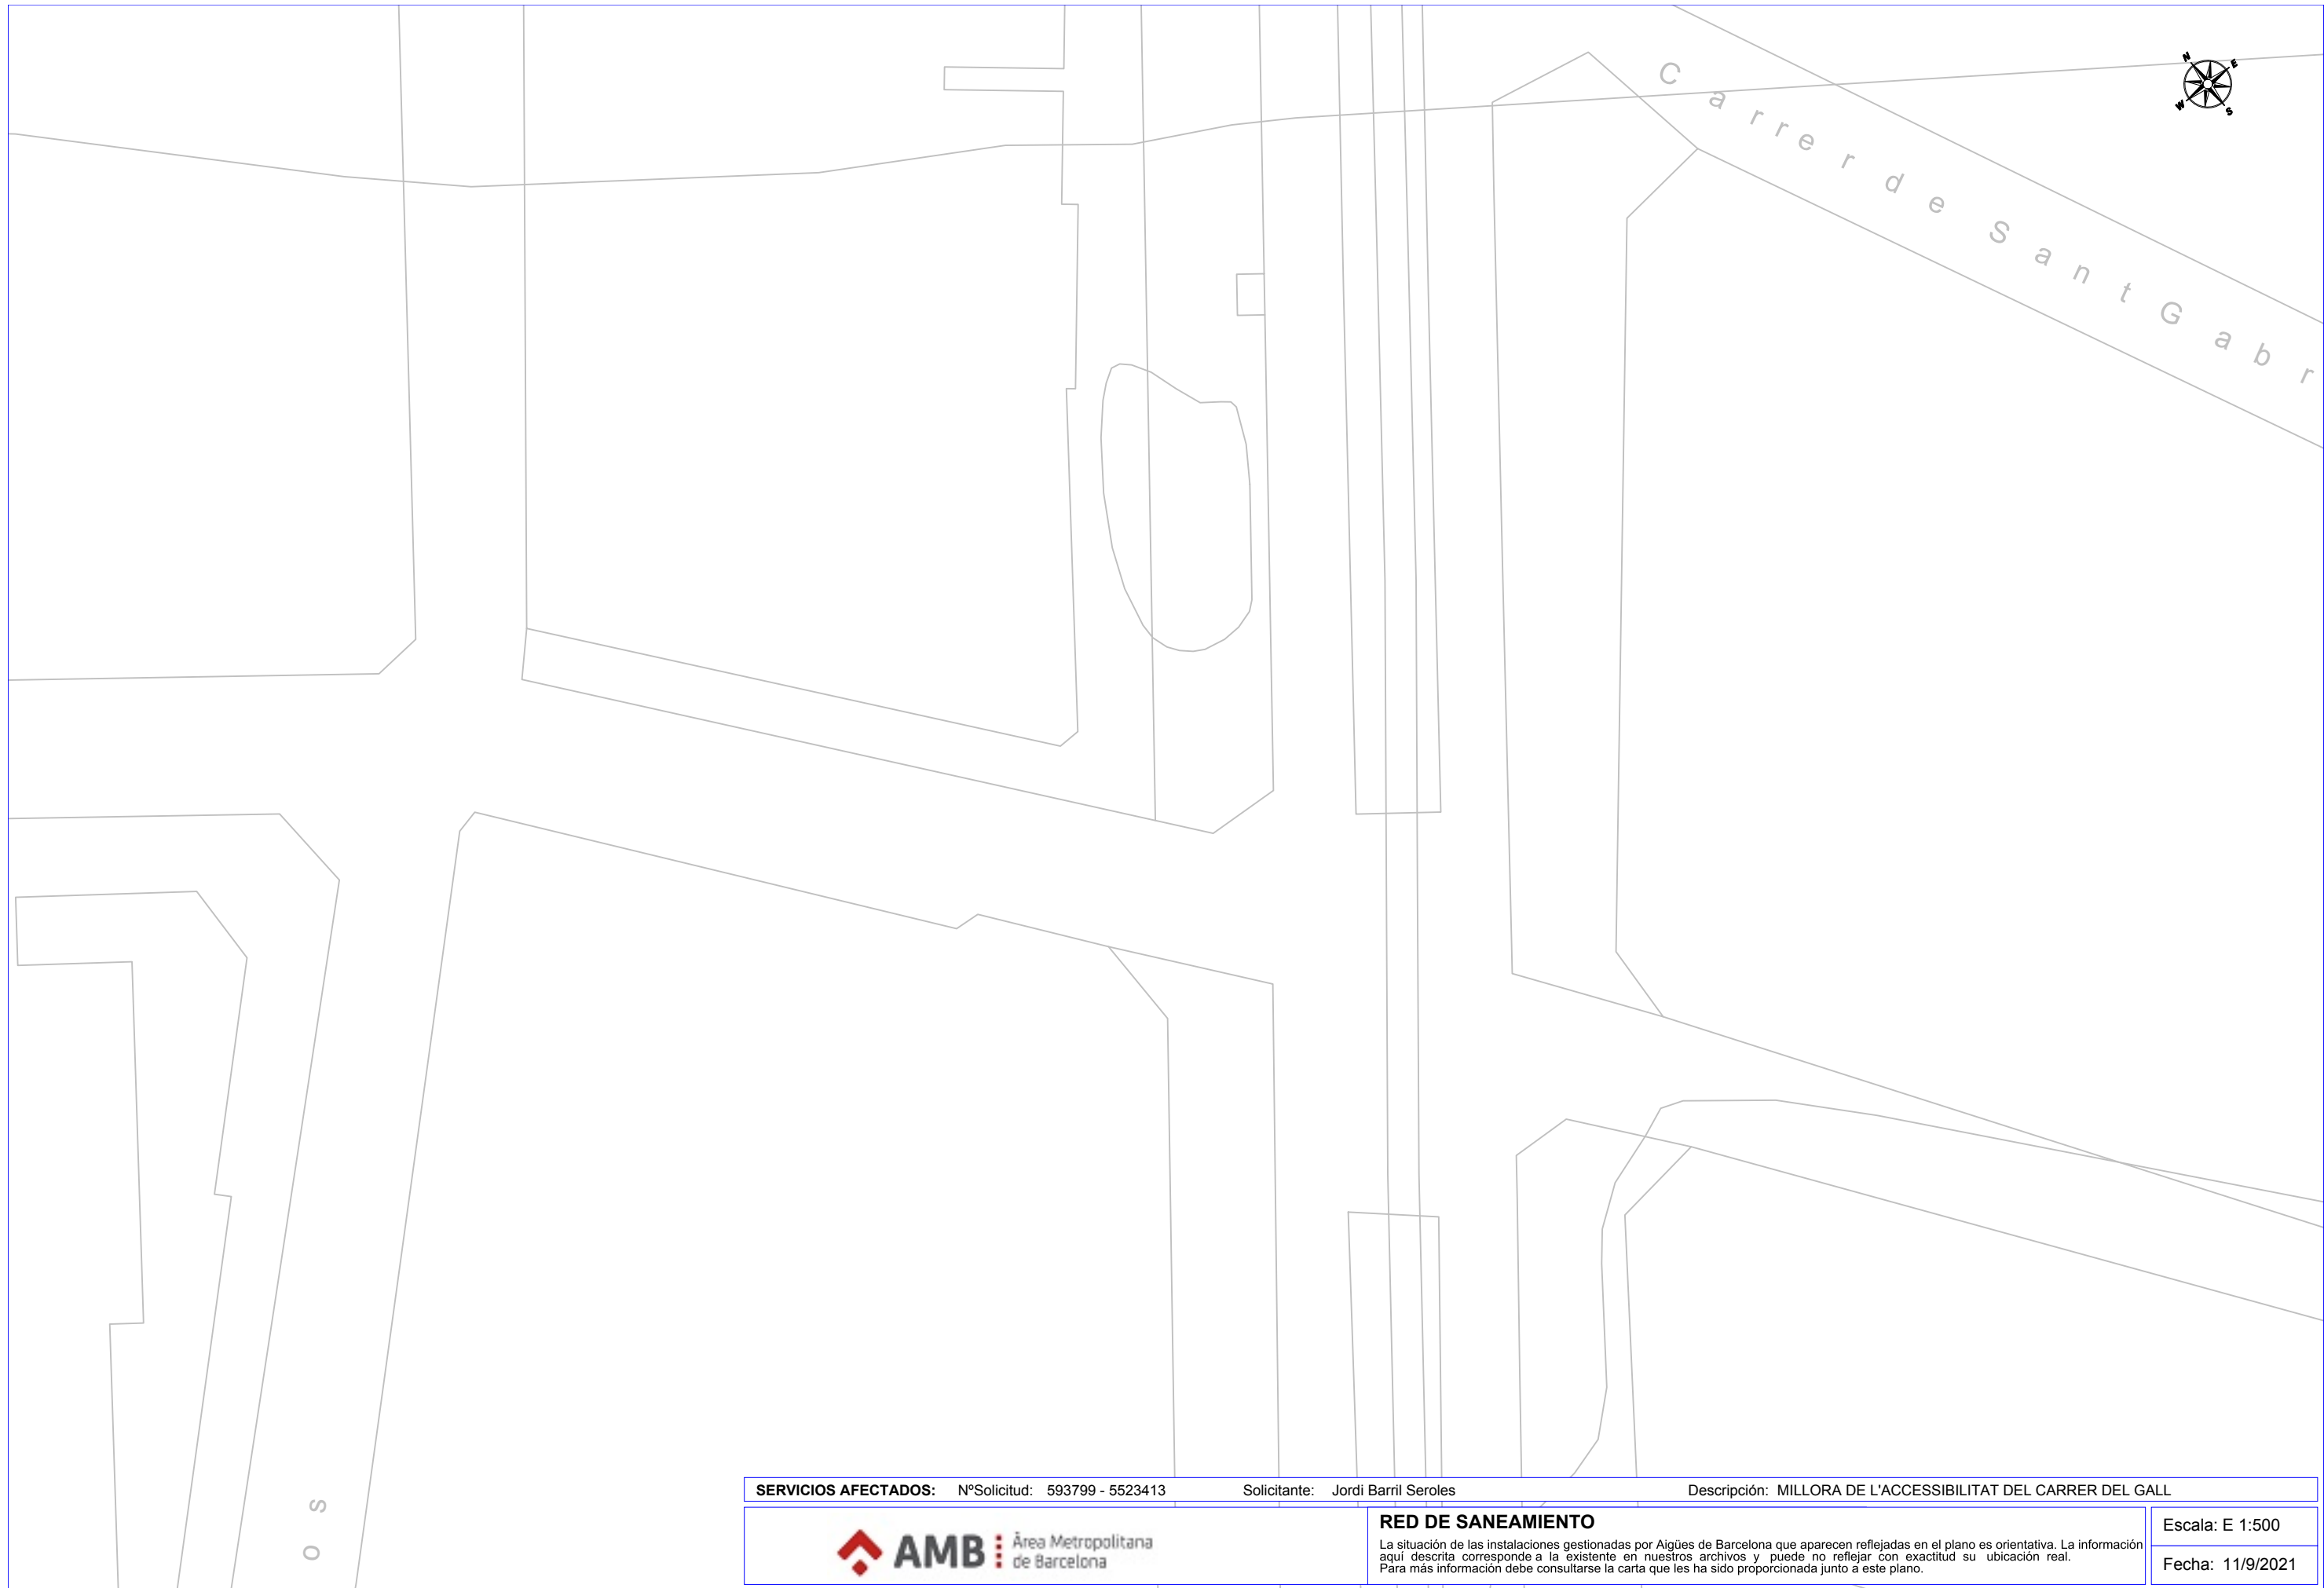 N
E
W
S
Carrer de Sant Gabr
os
SERVICIOS AFECTADOS: NºSolicitud: 593799 - 5523413 Solicitante: Jordi Barril Seroles Descripción: MILLORA DE L'ACCESSIBILITAT DEL CARRER DEL GALL
AMB Àrea Metropolitana
de Barcelona
RED DE SANEAMIENTO
La situación de las instalaciones gestionadas por Aigües de Barcelona que aparecen reflejadas en el plano es orientativa. La información
aquí descrita corresponde a la existente en nuestros archivos y puede no reflejar con exactitud su ubicación real.
Para más información debe consultarse la carta que les ha sido proporcionada junto a este plano.
Escala: E 1:500
Fecha: 11/9/2021